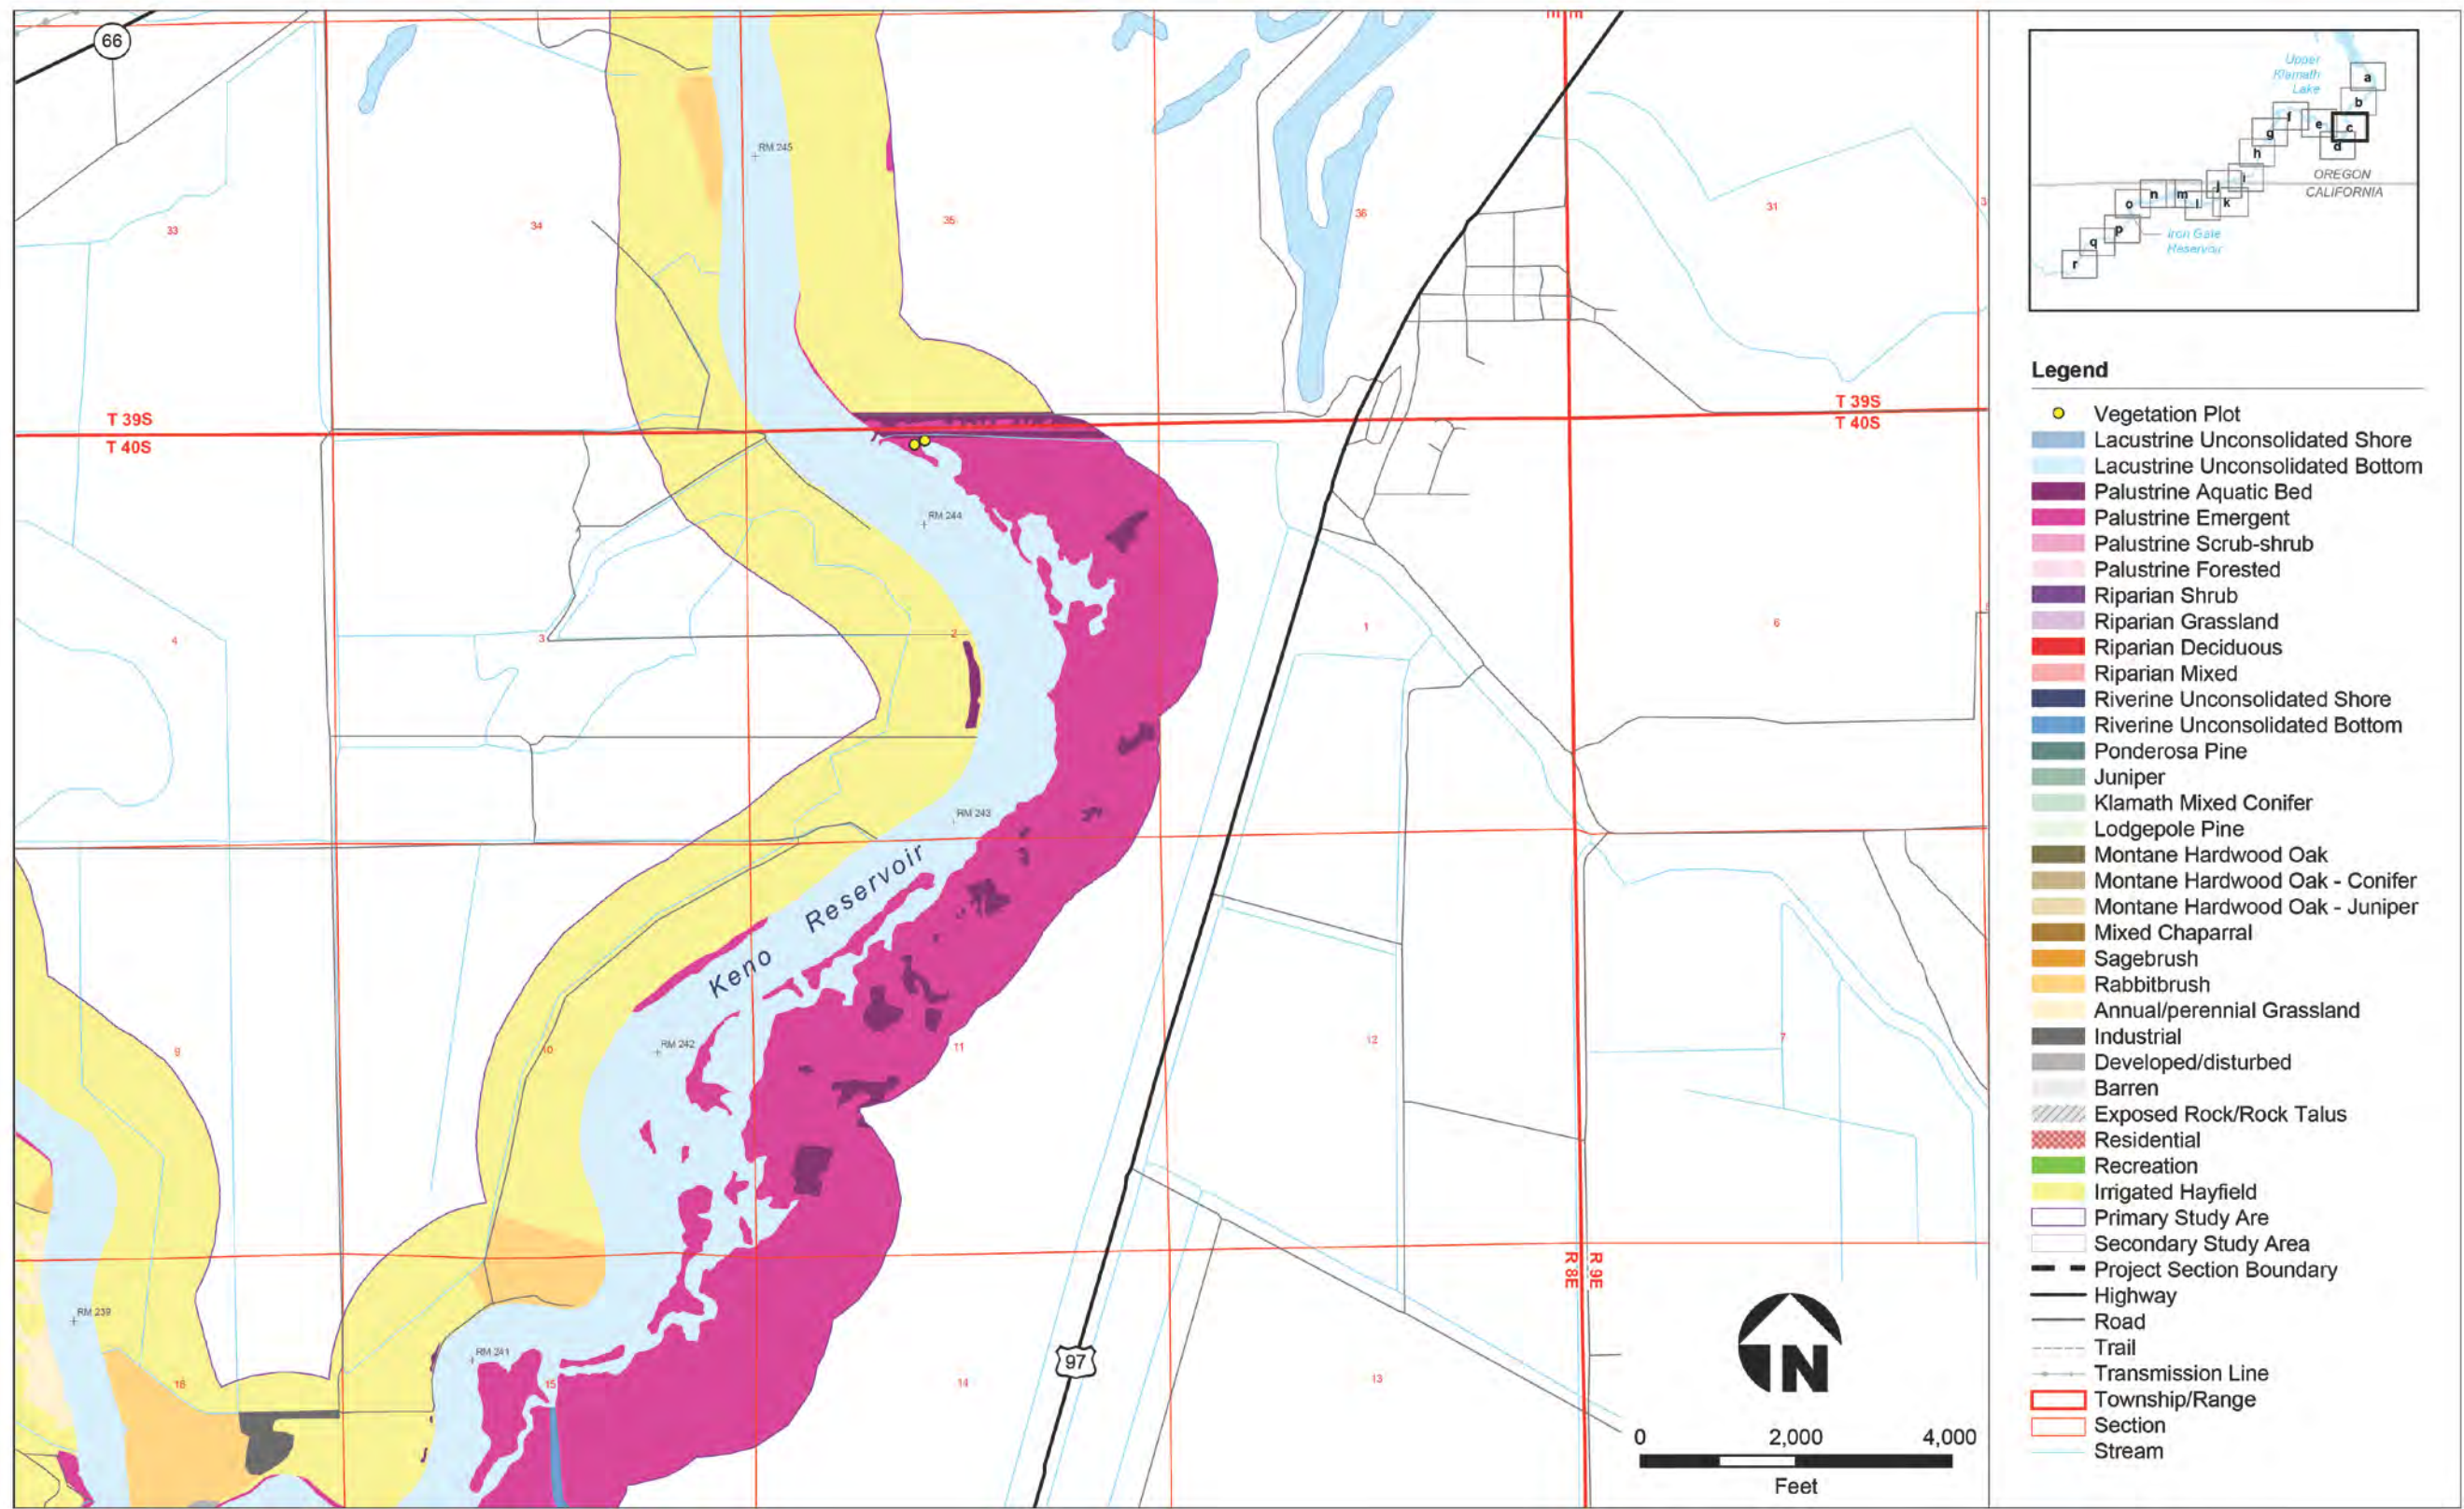 66
RM 245
33
34
35
36
31
3
T 39S
T 40S
T 39S
T 40S
RM 244
4
3
2
1
6
RM 243
Keno Reservoir
RM 242
9
10
11
12
7
R 8E
R 9E
RM 239
RM 241
16
15
14
13
97
N
0 2,000 4,000
Feet
Upper
Klamath
Lake
a
b
c
d
e
f
g
h
i
j
k
l
m
n
o
p
q
r
OREGON
CALIFORNIA
Iron Gate
Reservoir
Legend
Vegetation Plot
Lacustrine Unconsolidated Shore
Lacustrine Unconsolidated Bottom
Palustrine Aquatic Bed
Palustrine Emergent
Palustrine Scrub-shrub
Palustrine Forested
Riparian Shrub
Riparian Grassland
Riparian Deciduous
Riparian Mixed
Riverine Unconsolidated Shore
Riverine Unconsolidated Bottom
Ponderosa Pine
Juniper
Klamath Mixed Conifer
Lodgepole Pine
Montane Hardwood Oak
Montane Hardwood Oak - Conifer
Montane Hardwood Oak - Juniper
Mixed Chaparral
Sagebrush
Rabbitbrush
Annual/perennial Grassland
Industrial
Developed/disturbed
Barren
Exposed Rock/Rock Talus
Residential
Recreation
Irrigated Hayfield
Primary Study Are
Secondary Study Area
Project Section Boundary
Highway
Road
Trail
Transmission Line
Township/Range
Section
Stream